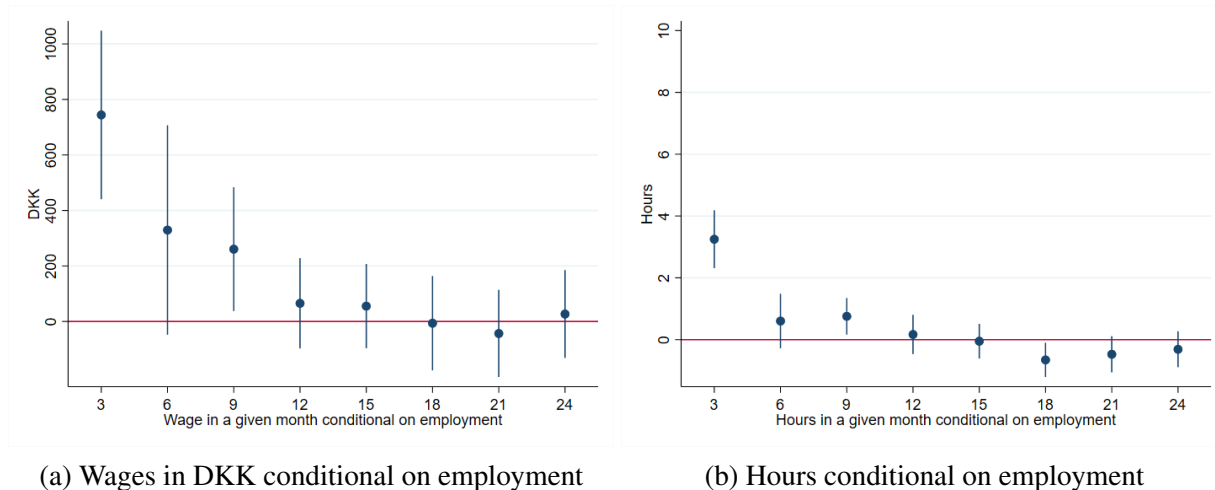 DKK
1000
800
600
400
200
0
3 6 9 12 15 18 21 24
Wage in a given month conditional on employment
(a) Wages in DKK conditional on employment
Hours
10
8
6
4
2
0
3 6 9 12 15 18 21 24
Hours in a given month conditional on employment
(b) Hours conditional on employment